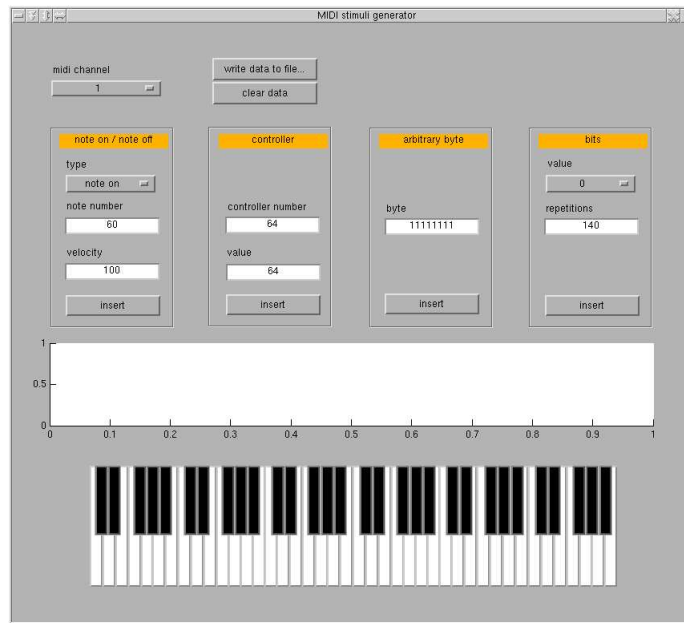 MIDI stimuli generator
midi channel
1
write data to file...
clear data
note on / note off
type
note on
note number
60
velocity
100
insert
controller
controller number
64
value
64
insert
arbitrary byte
byte
11111111
insert
bits
value
0
repetitions
140
insert
1
0.5
0
0 0.1 0.2 0.3 0.4 0.5 0.6 0.7 0.8 0.9 1